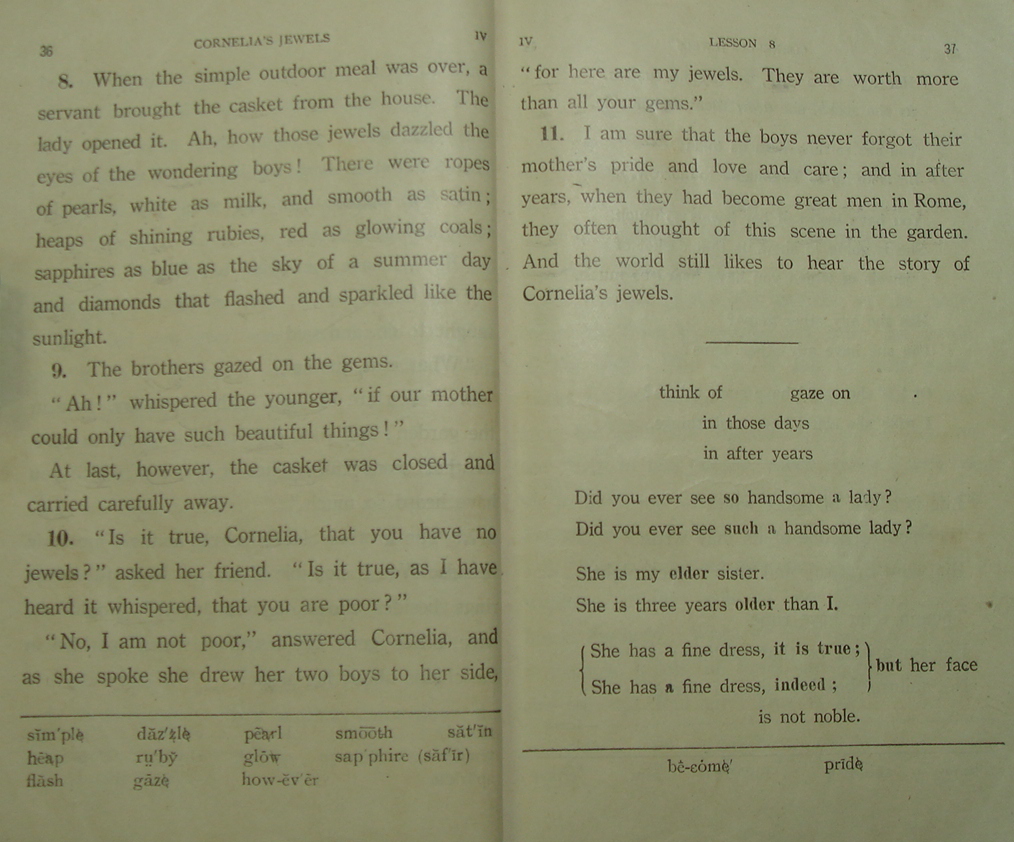 36 CORNELIA'S JEWELS IV
8. When the simple outdoor meal was over, a
servant brought the casket from the house. The
lady opened it. Ah, how those jewels dazzled the
eyes of the wondering boys! There were ropes
of pearls, white as milk, and smooth as satin;
heaps of shining rubies, red as glowing coals;
sapphires as blue as the sky of a summer day
and diamonds that flashed and sparkled like the
sunlight.
9. The brothers gazed on the gems.
"Ah!" whispered the younger, "if our mother
could only have such beautiful things!"
At last, however, the casket was closed and
carried carefully away.
10. "Is it true, Cornelia, that you have no
jewels?" asked her friend. "Is it true, as I have
heard it whispered, that you are poor?"
"No, I am not poor," answered Cornelia, and
as she spoke she drew her two boys to her side,
sĭm'plẹ dăz'zlẹ pẽarl smōōth săt'ĭn
hēap rụ'bў glōw sap'phire (săf'īr)
flăsh gāzẹ how-ĕv'ẽr
IV LESSON 8 37
"for here are my jewels. They are worth more
than all your gems."
11. I am sure that the boys never forgot their
mother's pride and love and care; and in after
years, when they had become great men in Rome,
they often thought of this scene in the garden.
And the world still likes to hear the story of
Cornelia's jewels.
think of gaze on
in those days
in after years
Did you ever see so handsome a lady?
Did you ever see such a handsome lady?
She is my elder sister.
She is three years older than I.
She has a fine dress, it is true;
She has a fine dress, indeed;
but her face
is not noble.
bē̇-cómẹ' prīdẹ